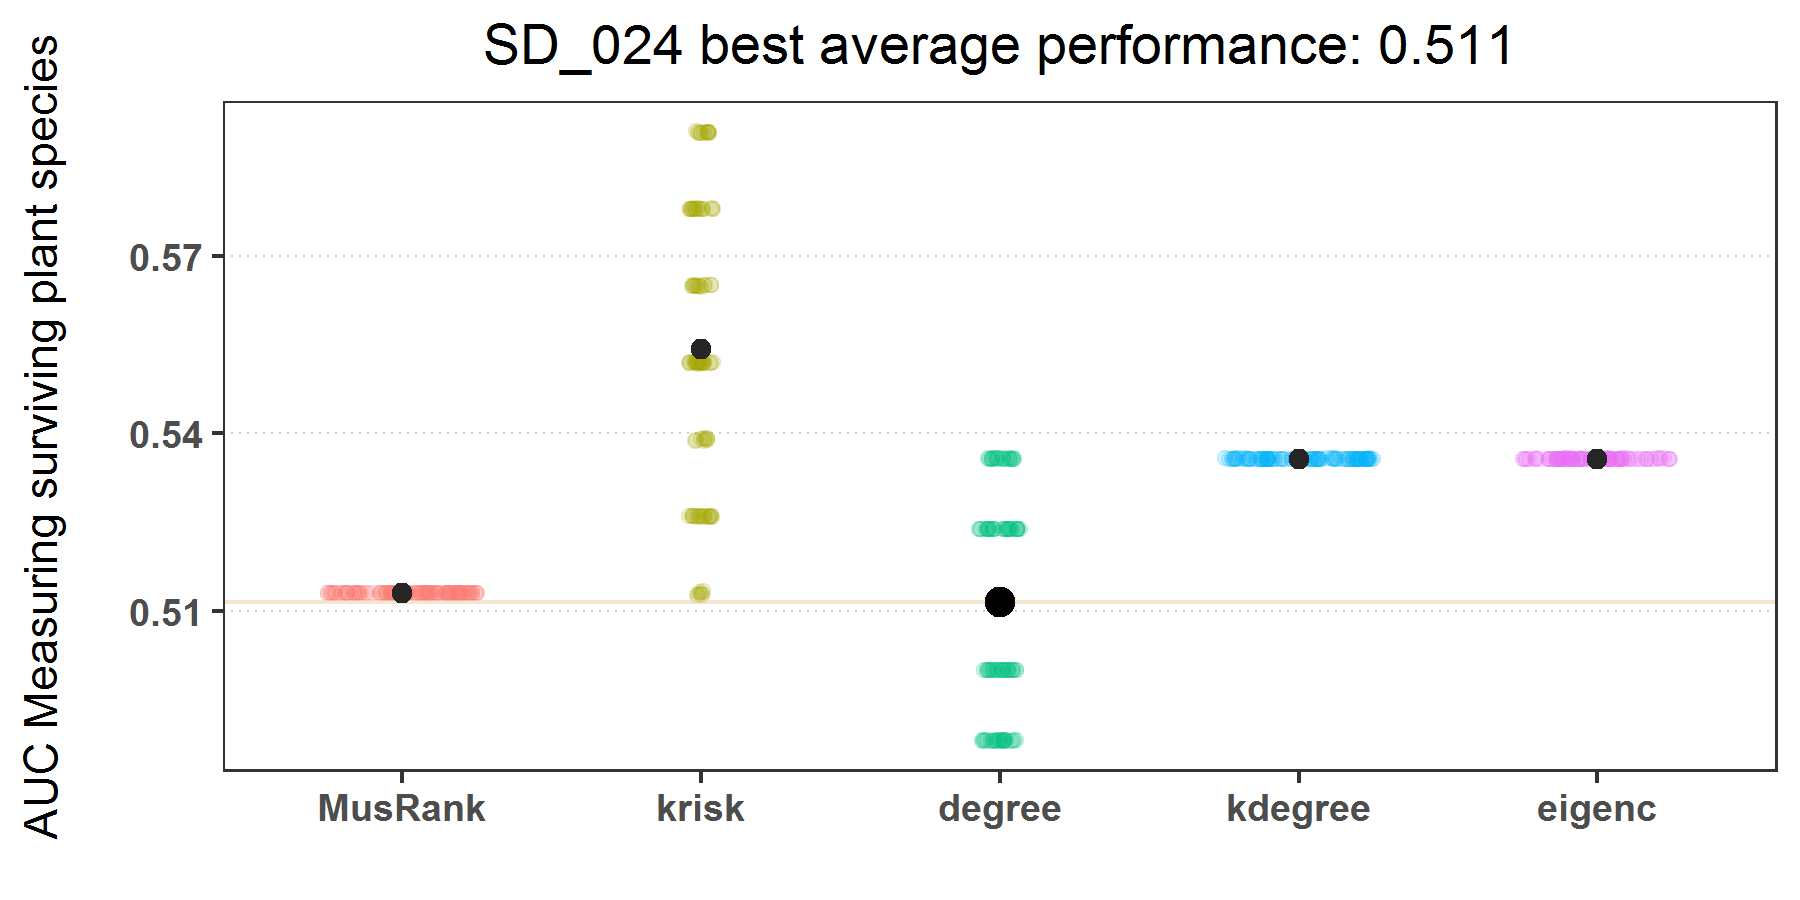 SD_024 best average performance: 0.511
AUC Measuring surviving plant species
0.57
0.54
0.51
MusRank
krisk
degree
kdegree
eigenc